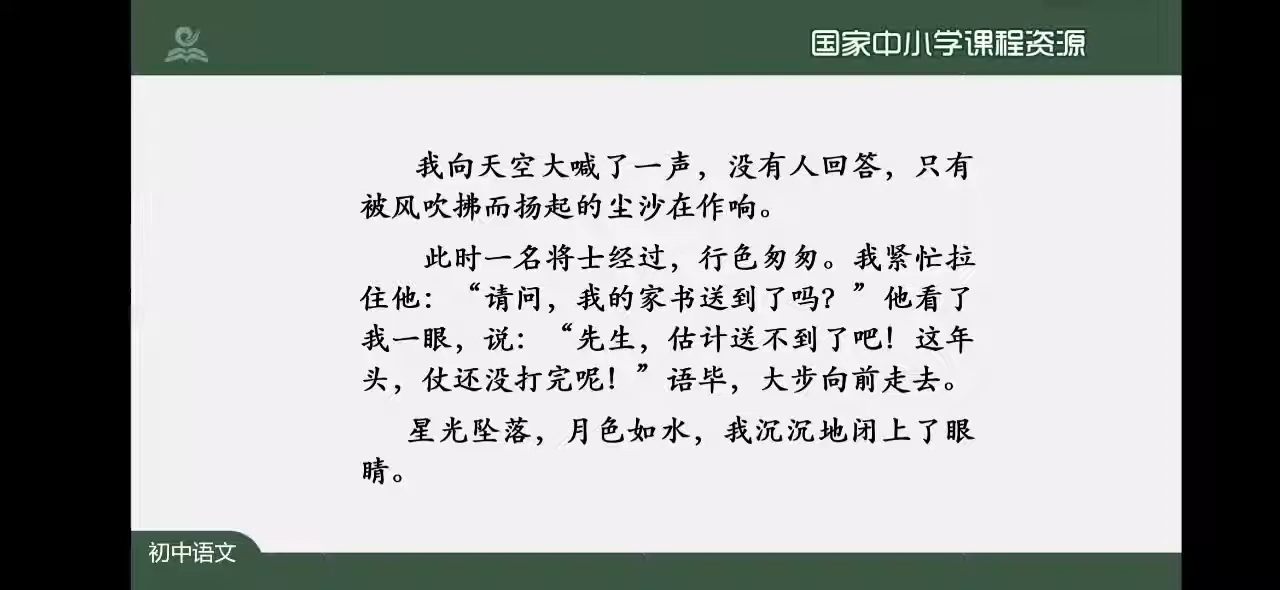 国家中小学课程资源
我向天空大喊了一声，没有人回答，只有
被风吹拂而扬起的尘沙在作响。
此时一名将士经过，行色匆匆。我紧忙拉
住他：“请问，我的家书送到了吗？”他看了
我一眼，说：“先生，估计送不到了吧！这年
头，仗还没打完呢！”语毕，大步向前走去。
星光坠落，月色如水，我沉沉地闭上了眼
睛。
初中语文